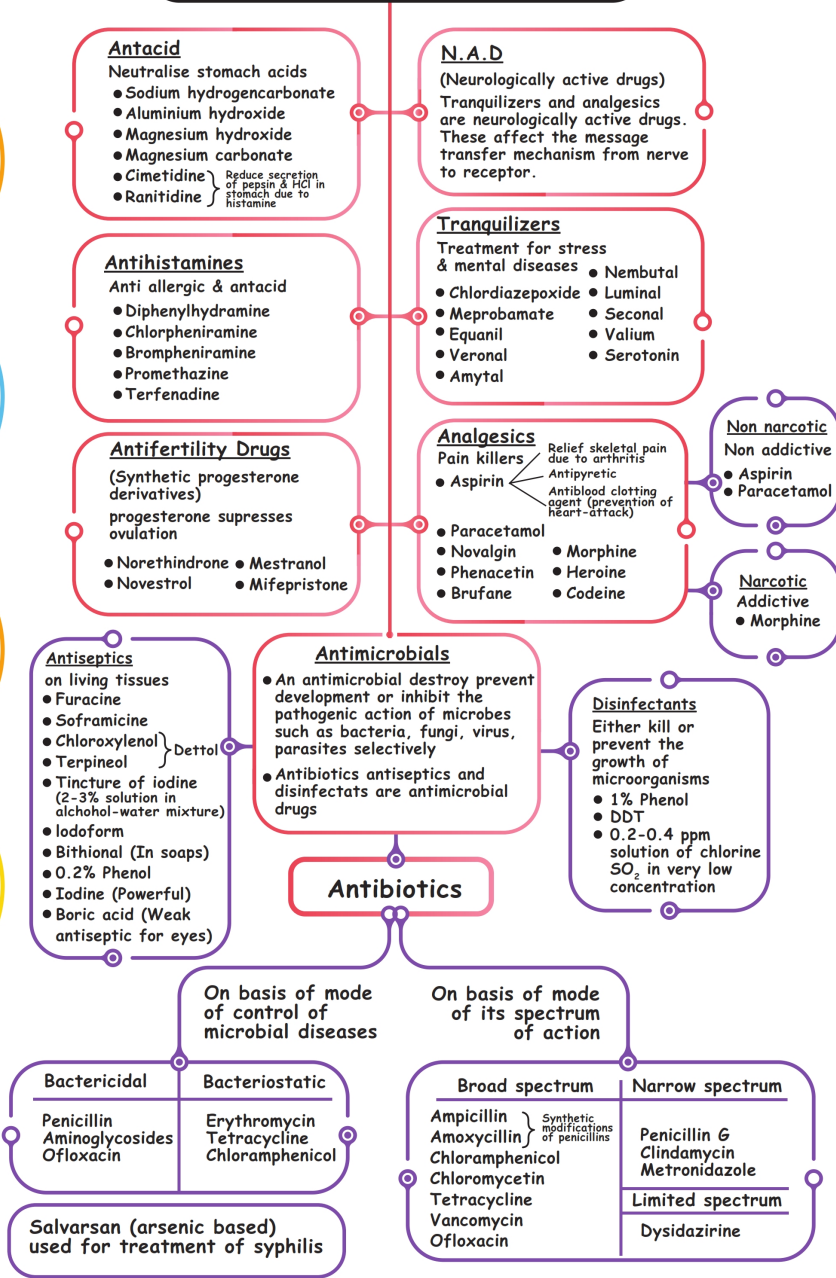 Antacid
Neutralise stomach acids
● Sodium hydrogencarbonate
● Aluminium hydroxide
● Magnesium hydroxide
● Magnesium carbonate
● Cimetidine
● Ranitidine
Reduce secretion
of pepsin & HCl in
stomach due to
histamine
N.A.D
(Neurologically active drugs)
Tranquilizers and analgesics
are neurologically active drugs.
These affect the message
transfer mechanism from nerve
to receptor.
Antihistamines
Anti allergic & antacid
● Diphenylhydramine
● Chlorpheniramine
● Brompheniramine
● Promethazine
● Terfenadine
Tranquilizers
Treatment for stress
& mental diseases
● Chlordiazepoxide
● Meprobamate
● Equanil
● Veronal
● Amytal
● Nembutal
● Luminal
● Seconal
● Valium
● Serotonin
Antifertility Drugs
(Synthetic progesterone
derivatives)
progesterone supresses
ovulation
● Norethindrone ● Mestranol
● Novestrol ● Mifepristone
Analgesics
Pain killers
● Aspirin
Relief skeletal pain
due to arthritis
Antipyretic
Antiblood clotting
agent (prevention of
heart-attack)
● Paracetamol
● Novalgin ● Morphine
● Phenacetin ● Heroine
● Brufane ● Codeine
Non narcotic
Non addictive
● Aspirin
● Paracetamol
Narcotic
Addictive
● Morphine
Antiseptics
on living tissues
● Furacine
● Soframicine
● Chloroxylenol
● Terpineol
Dettol
● Tincture of iodine
(2-3% solution in
alchohol-water mixture)
● Iodoform
● Bithional (In soaps)
● 0.2% Phenol
● Iodine (Powerful)
● Boric acid (Weak
antiseptic for eyes)
Antimicrobials
● An antimicrobial destroy prevent
development or inhibit the
pathogenic action of microbes
such as bacteria, fungi, virus,
parasites selectively
● Antibiotics antiseptics and
disinfectats are antimicrobial
drugs
Disinfectants
Either kill or
prevent the
growth of
microorganisms
● 1% Phenol
● DDT
● 0.2-0.4 ppm
solution of chlorine
SO₂ in very low
concentration
Antibiotics
On basis of mode
of control of
microbial diseases
On basis of mode
of its spectrum
of action
Bactericidal
Penicillin
Aminoglycosides
Ofloxacin
Bacteriostatic
Erythromycin
Tetracycline
Chloramphenicol
Broad spectrum
Ampicillin
Amoxycillin
Synthetic
modifications
of penicillins
Chloramphenicol
Chloromycetin
Tetracycline
Vancomycin
Ofloxacin
Narrow spectrum
Penicillin G
Clindamycin
Metronidazole
Limited spectrum
Dysidazirine
Salvarsan (arsenic based)
used for treatment of syphilis